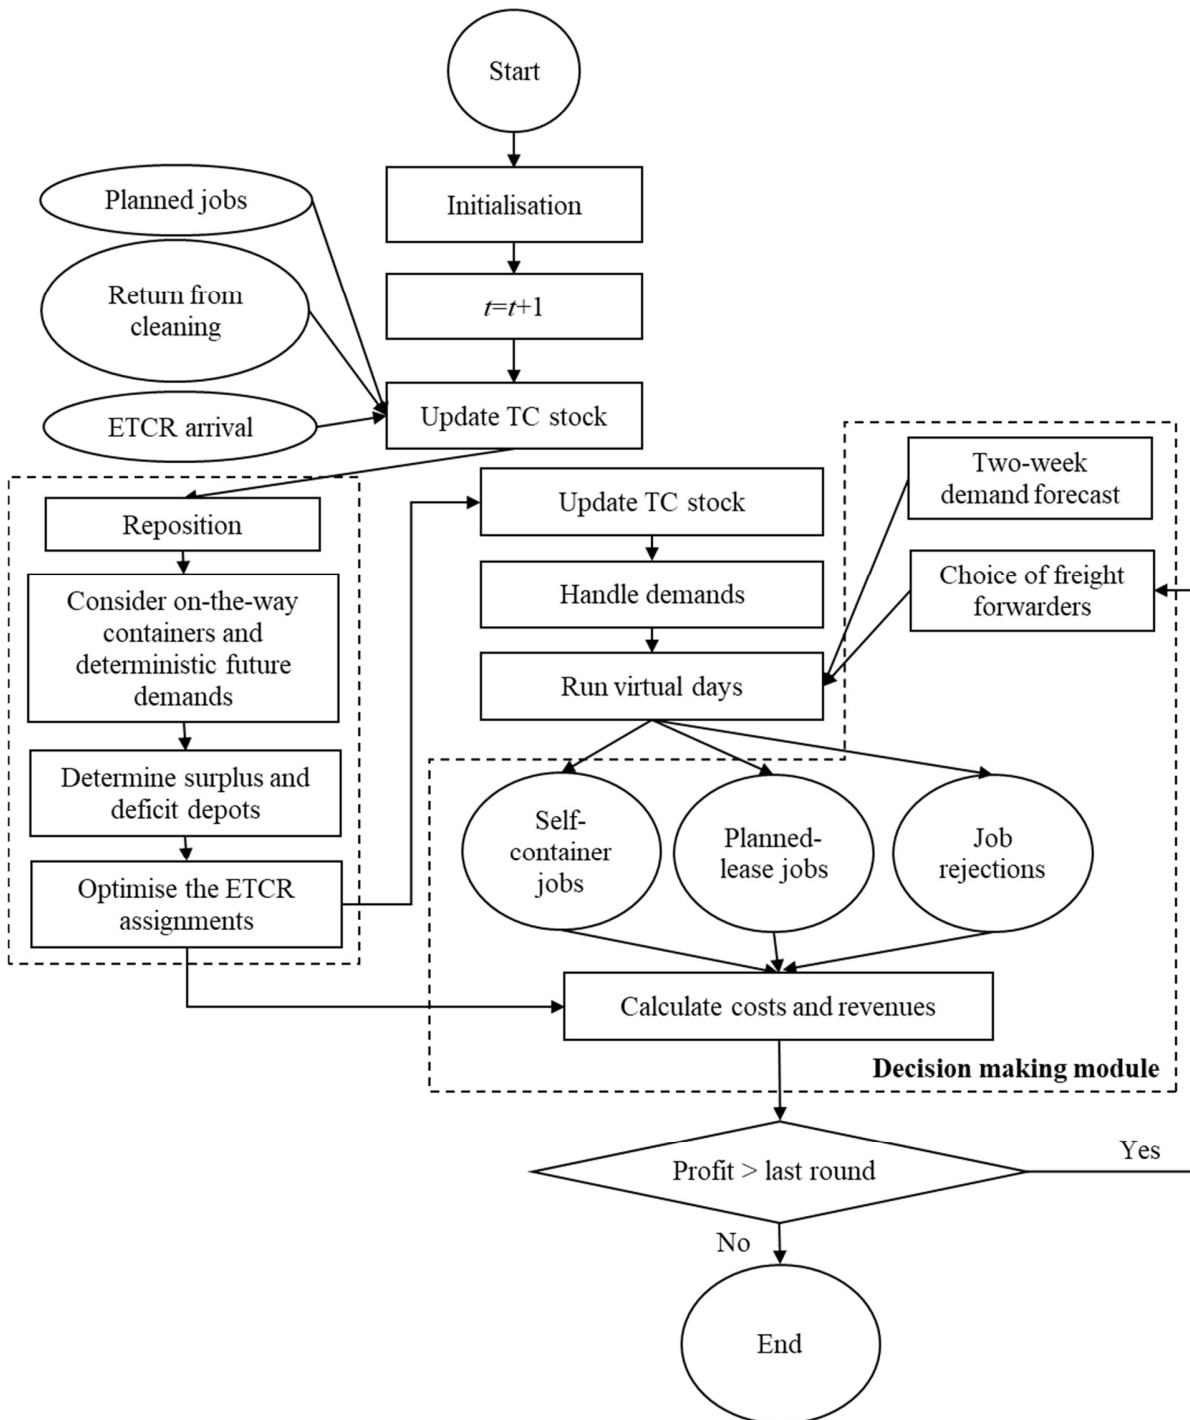 Start
Initialisation
t=t+1
Planned jobs
Return from
cleaning
ETCR arrival
Update TC stock
Reposition
Consider on-the-way
containers and
deterministic future
demands
Determine surplus and
deficit depots
Optimise the ETCR
assignments
Update TC stock
Handle demands
Run virtual days
Two-week
demand forecast
Choice of freight
forwarders
Self-
container
jobs
Planned-
lease jobs
Job
rejections
Calculate costs and revenues
Decision making module
Profit > last round
Yes
No
End